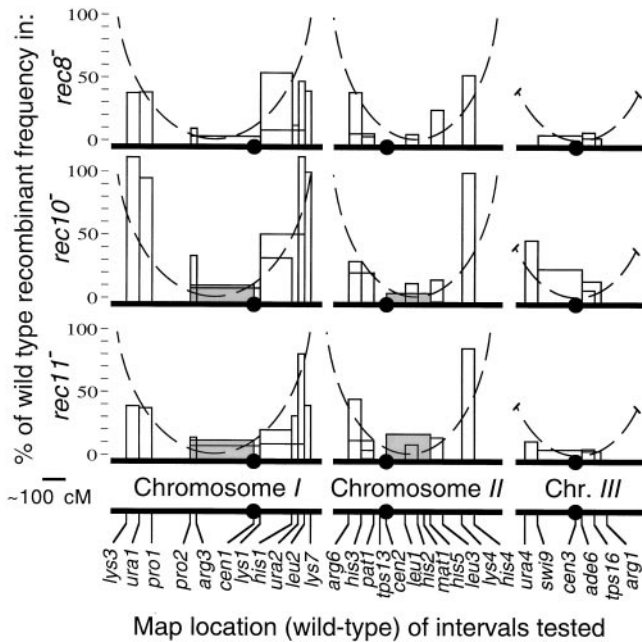 % of wild type recombinant frequency in:
rec8-
100
50
0
rec10-
100
50
0
rec11-
100
50
0
~100 cM
Chromosome I
Chromosome II
Chr. III
lys3
ura1
pro1
pro2
arg3
cen1
lys1
his1
ura2
leu2
lys7
arg6
his3
pat1
tps13
cen2
leu1
his2
mat1
his5
leu3
lys4
his4
ura4
swi9
cen3
ade6
tps16
arg1
Map location (wild-type) of intervals tested